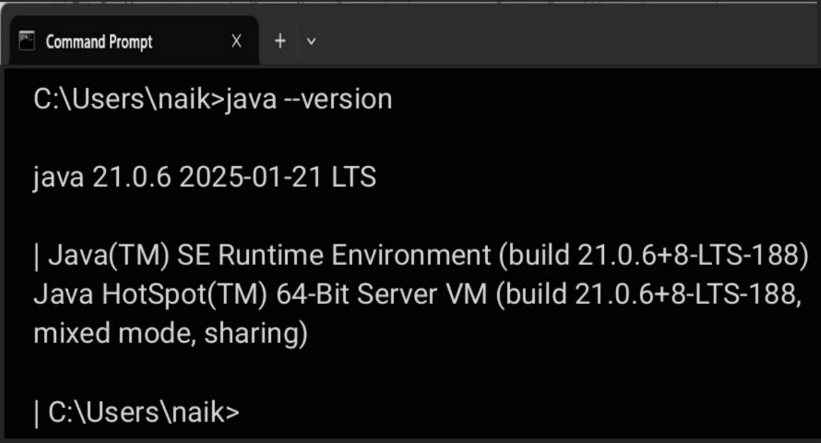 Command Prompt
C:\Users\naik>java --version
java 21.0.6 2025-01-21 LTS
| Java(TM) SE Runtime Environment (build 21.0.6+8-LTS-188)
Java HotSpot(TM) 64-Bit Server VM (build 21.0.6+8-LTS-188,
mixed mode, sharing)
| C:\Users\naik>